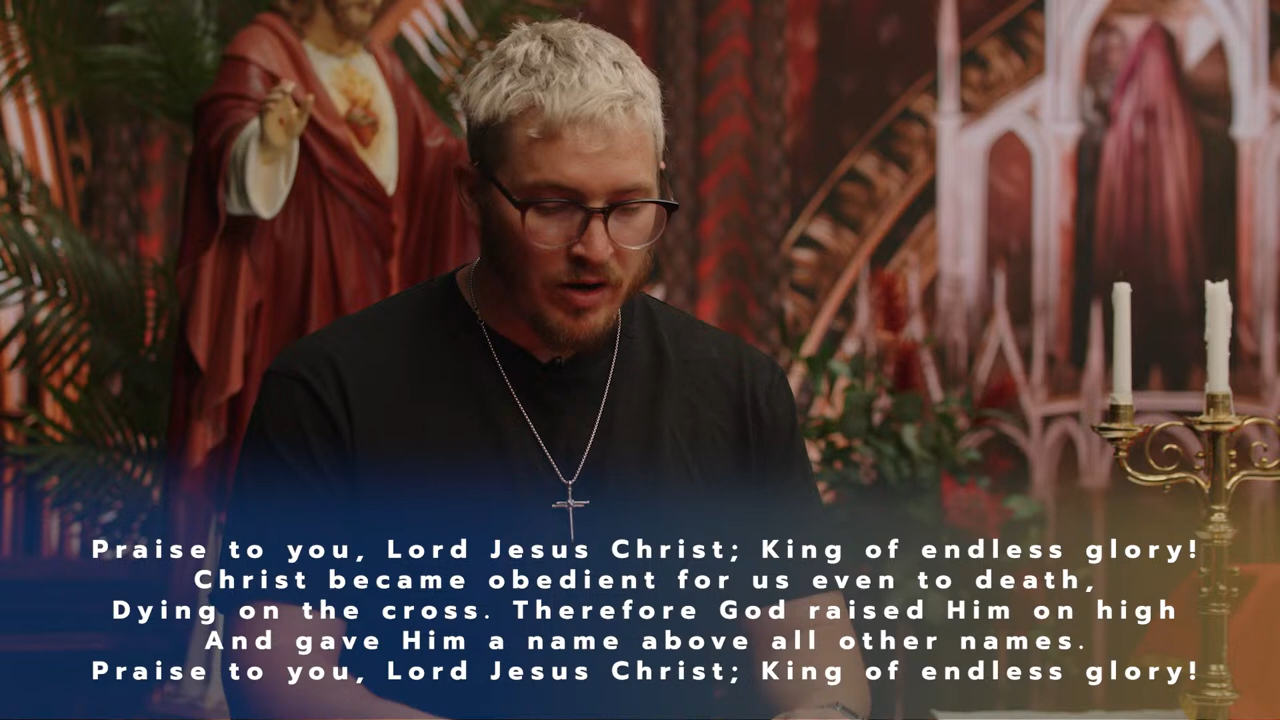 Praise to you, Lord Jesus Christ; King of endless glory!
Christ became obedient for us even to death,
Dying on the cross. Therefore God raised Him on high
And gave Him a name above all other names.
Praise to you, Lord Jesus Christ; King of endless glory!